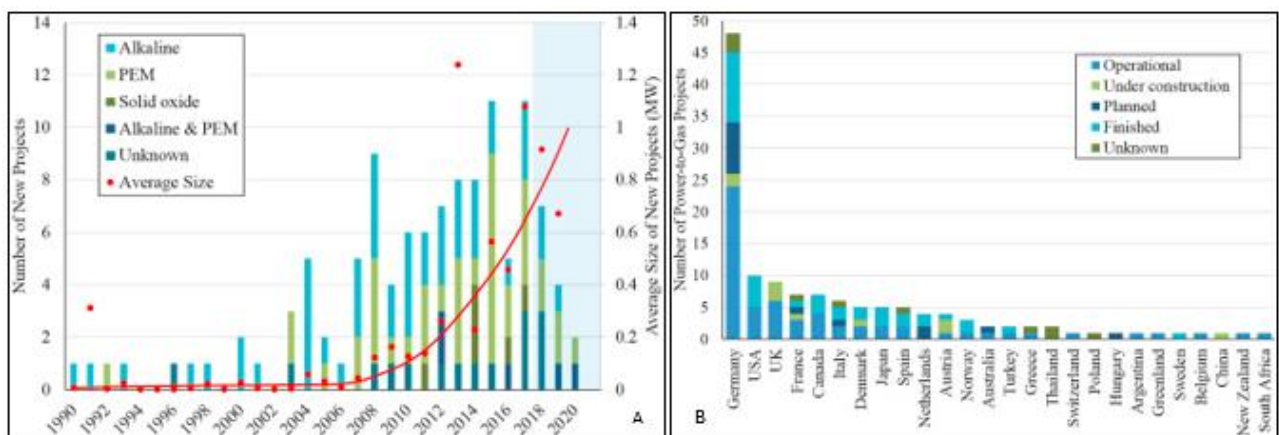 14
12
10
8
6
4
2
0
Number of New Projects
Alkaline
PEM
Solid oxide
Alkaline & PEM
Unknown
Average Size
1.4
1.2
1
0.8
0.6
0.4
0.2
0
Average Size of New Projects (MW)
1990
1992
1994
1996
1998
2000
2002
2004
2006
2008
2010
2012
2014
2016
2018
2020
A
50
45
40
35
30
25
20
15
10
5
0
Number of Power-to-Gas Projects
Operational
Under construction
Planned
Finished
Unknown
Germany
USA
UK
France
Canada
Italy
Denmark
Japan
Spain
Netherlands
Austria
Norway
Australia
Turkey
Greece
Thailand
Switzerland
Poland
Hungary
Argentina
Greenland
Sweden
Belgium
China
New Zealand
South Africa
B